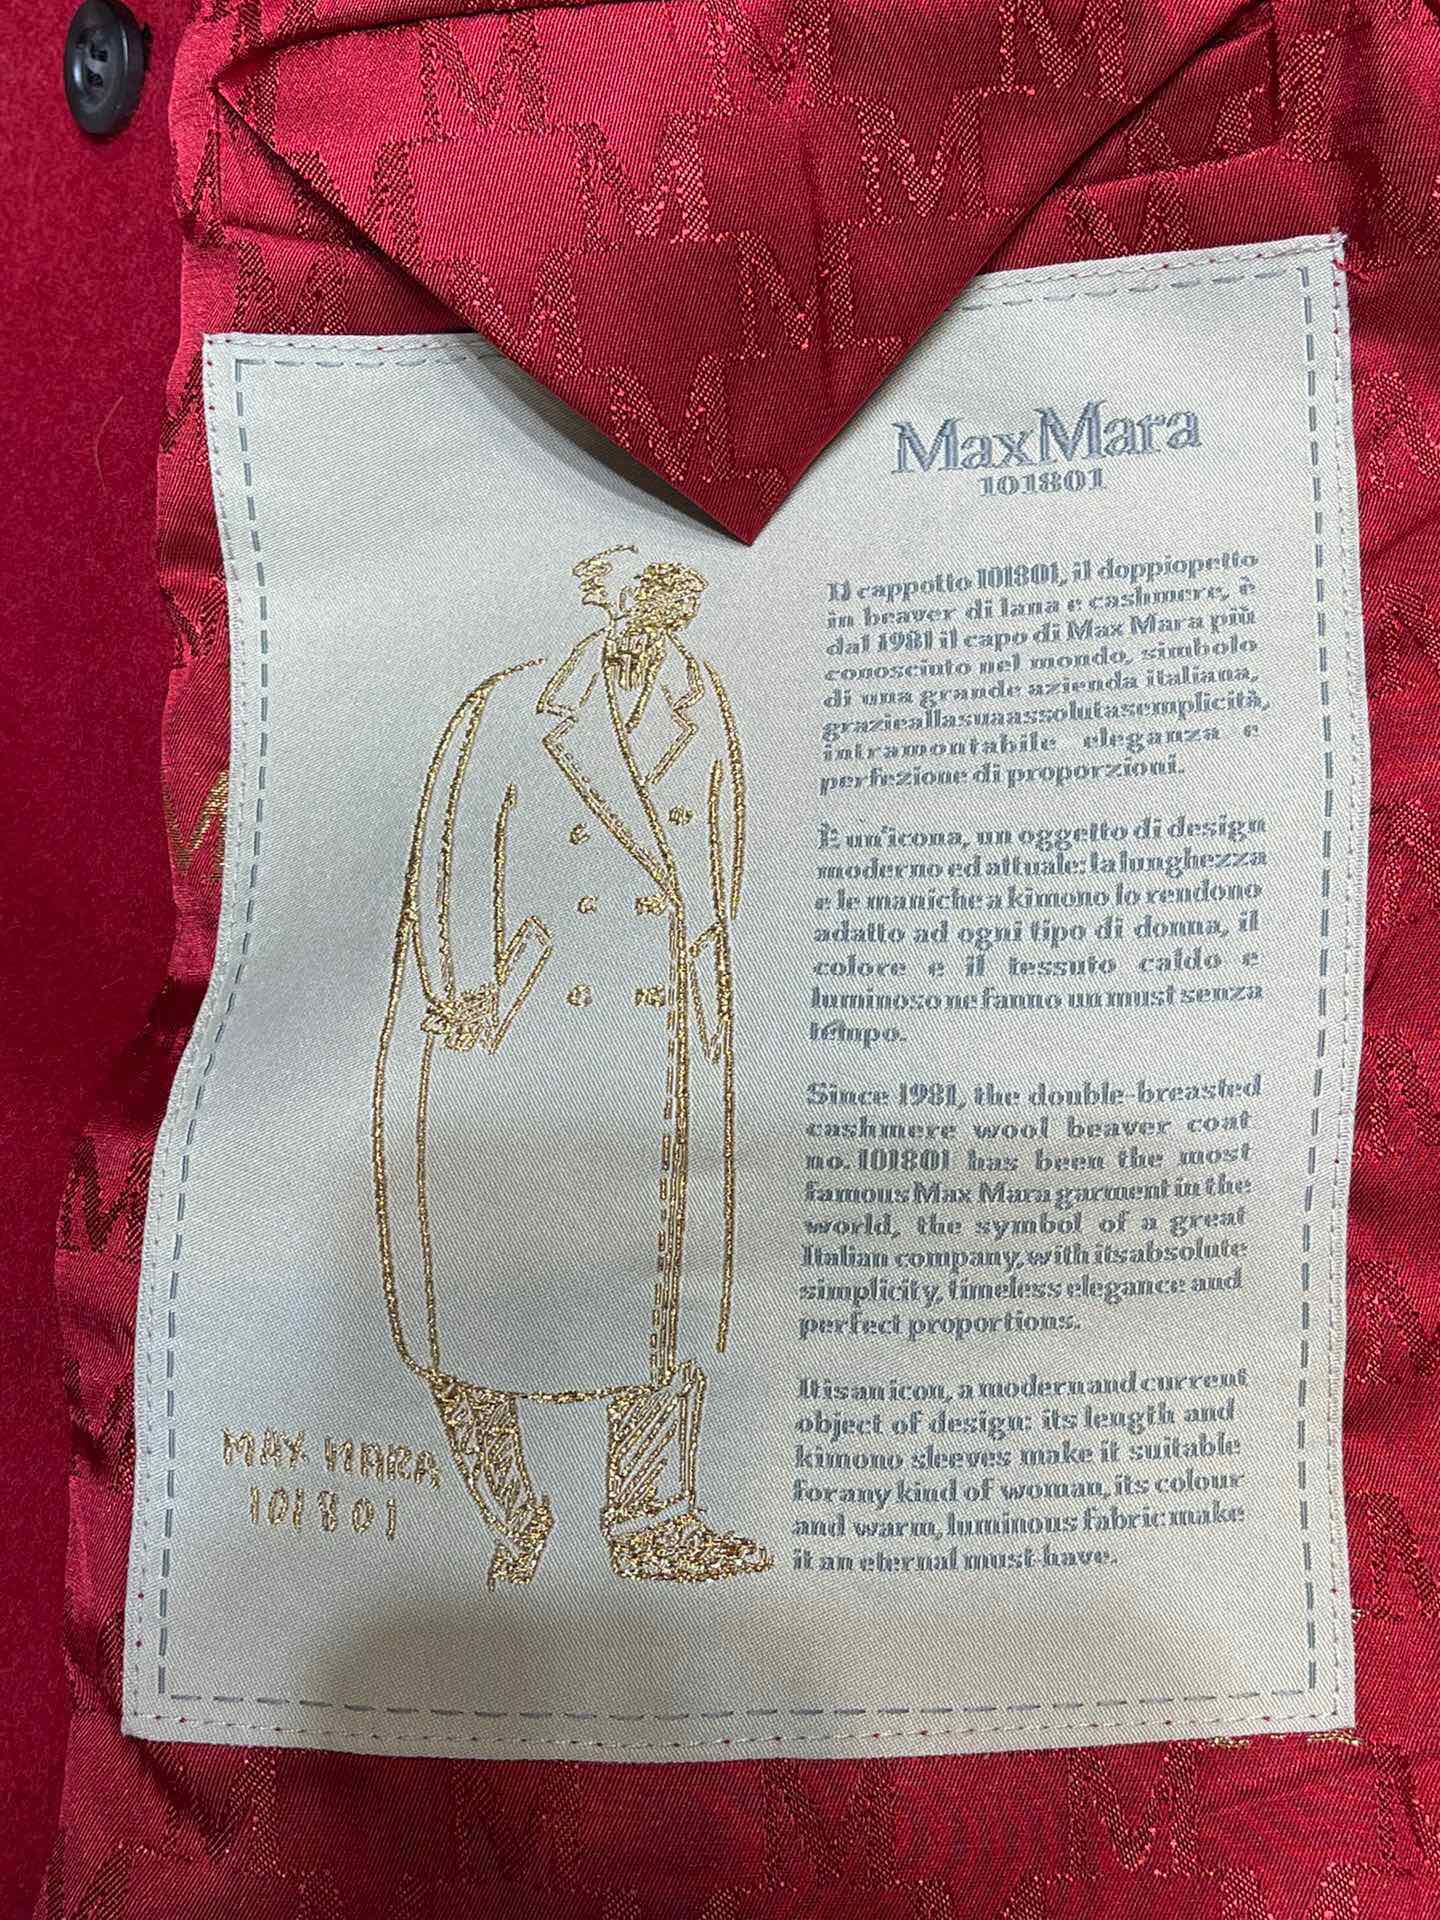 MaxMara
101801
Il cappotto 101801, il doppiopetto
in beaver di lana e cashmere, è
dal 1981 il capo di Max Mara più
conosciuto nel mondo, simbolo
di una grande azienda italiana,
grazie alla sua assoluta semplicità,
intramontabile eleganza e
perfezione di proporzioni.
È un'icona, un oggetto di design
moderno ed attuale: la lunghezza
e le maniche a kimono lo rendono
adatto ad ogni tipo di donna, il
colore e il tessuto caldo e
luminoso ne fanno un must senza
tempo.
Since 1981, the double-breasted
cashmere wool beaver coat
no. 101801 has been the most
famous Max Mara garment in the
world, the symbol of a great
Italian company, with its absolute
simplicity, timeless elegance and
perfect proportions.
It is an icon, a modern and current
object of design: its length and
kimono sleeves make it suitable
for any kind of woman, its colour
and warm, luminous fabric make
it an eternal must-have.
MAX MARA
101801